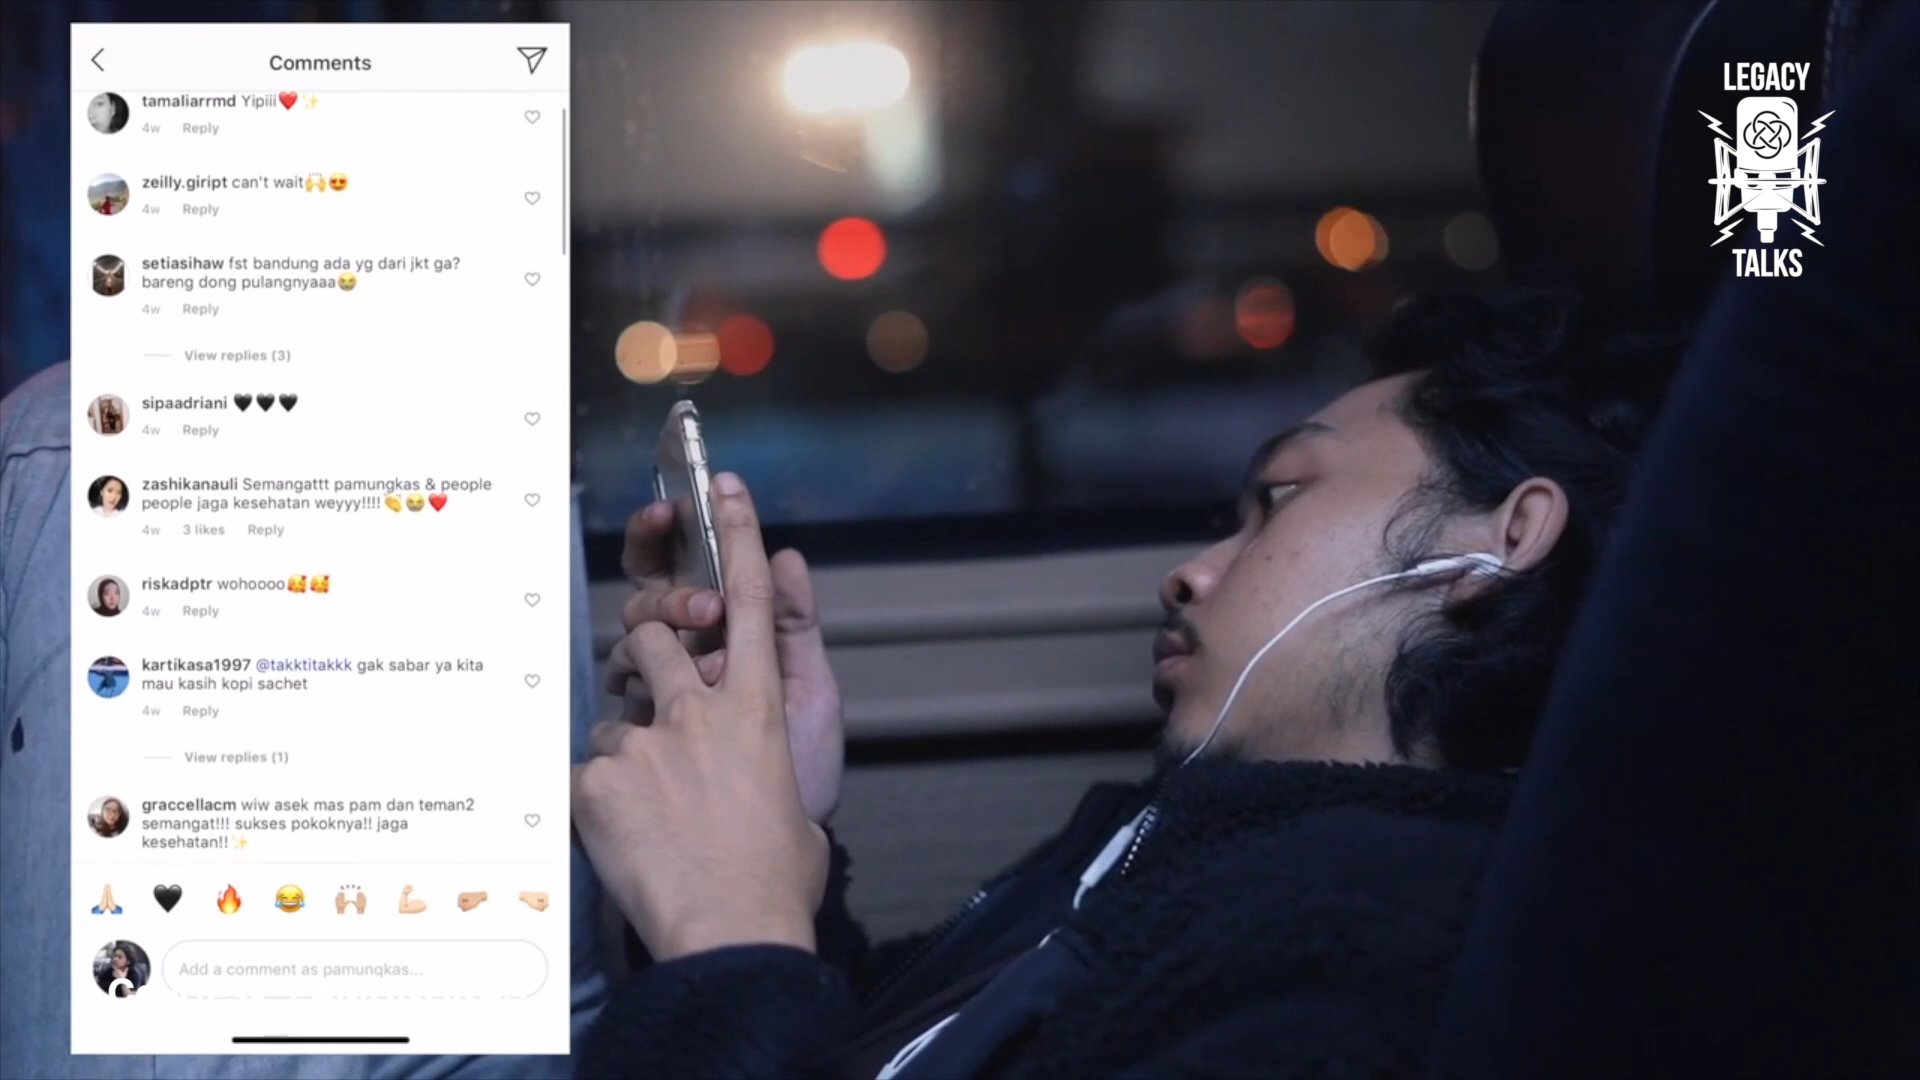 Comments
tamaliarrmd Yipiii❤️✨
4w Reply
zeilly.giript can't wait🙌😍
4w Reply
setiasihaw fst bandung ada yg dari jkt ga?
bareng dong pulangnyaaa😭
4w Reply
View replies (3)
sipaadriani 🖤🖤🖤
4w Reply
zashikanauli Semangattt pamungkas & people
people jaga kesehatan weyyy!!!!👏😭❤️
4w 3 likes Reply
riskadptr wohoooo🥰🥰
4w Reply
kartikasa1997 @takktitakkk gak sabar ya kita
mau kasih kopi sachet
4w Reply
View replies (1)
graccellacm wiw asek mas pam dan teman2
semangat!!! sukses pokoknya!! jaga
kesehatan!!✨
Add a comment as pamunqkas...
LEGACY
TALKS